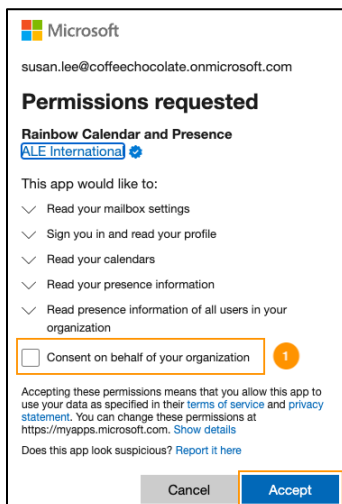 Microsoft
susan.lee@coffeechocolate.onmicrosoft.com
Permissions requested
Rainbow Calendar and Presence
ALE International
This app would like to:
Read your mailbox settings
Sign you in and read your profile
Read your calendars
Read your presence information
Read presence information of all users in your
organization
Consent on behalf of your organization
1
Accepting these permissions means that you allow this app to
use your data as specified in their terms of service and privacy
statement. You can change these permissions at
https://myapps.microsoft.com. Show details
Does this app look suspicious? Report it here
Cancel Accept